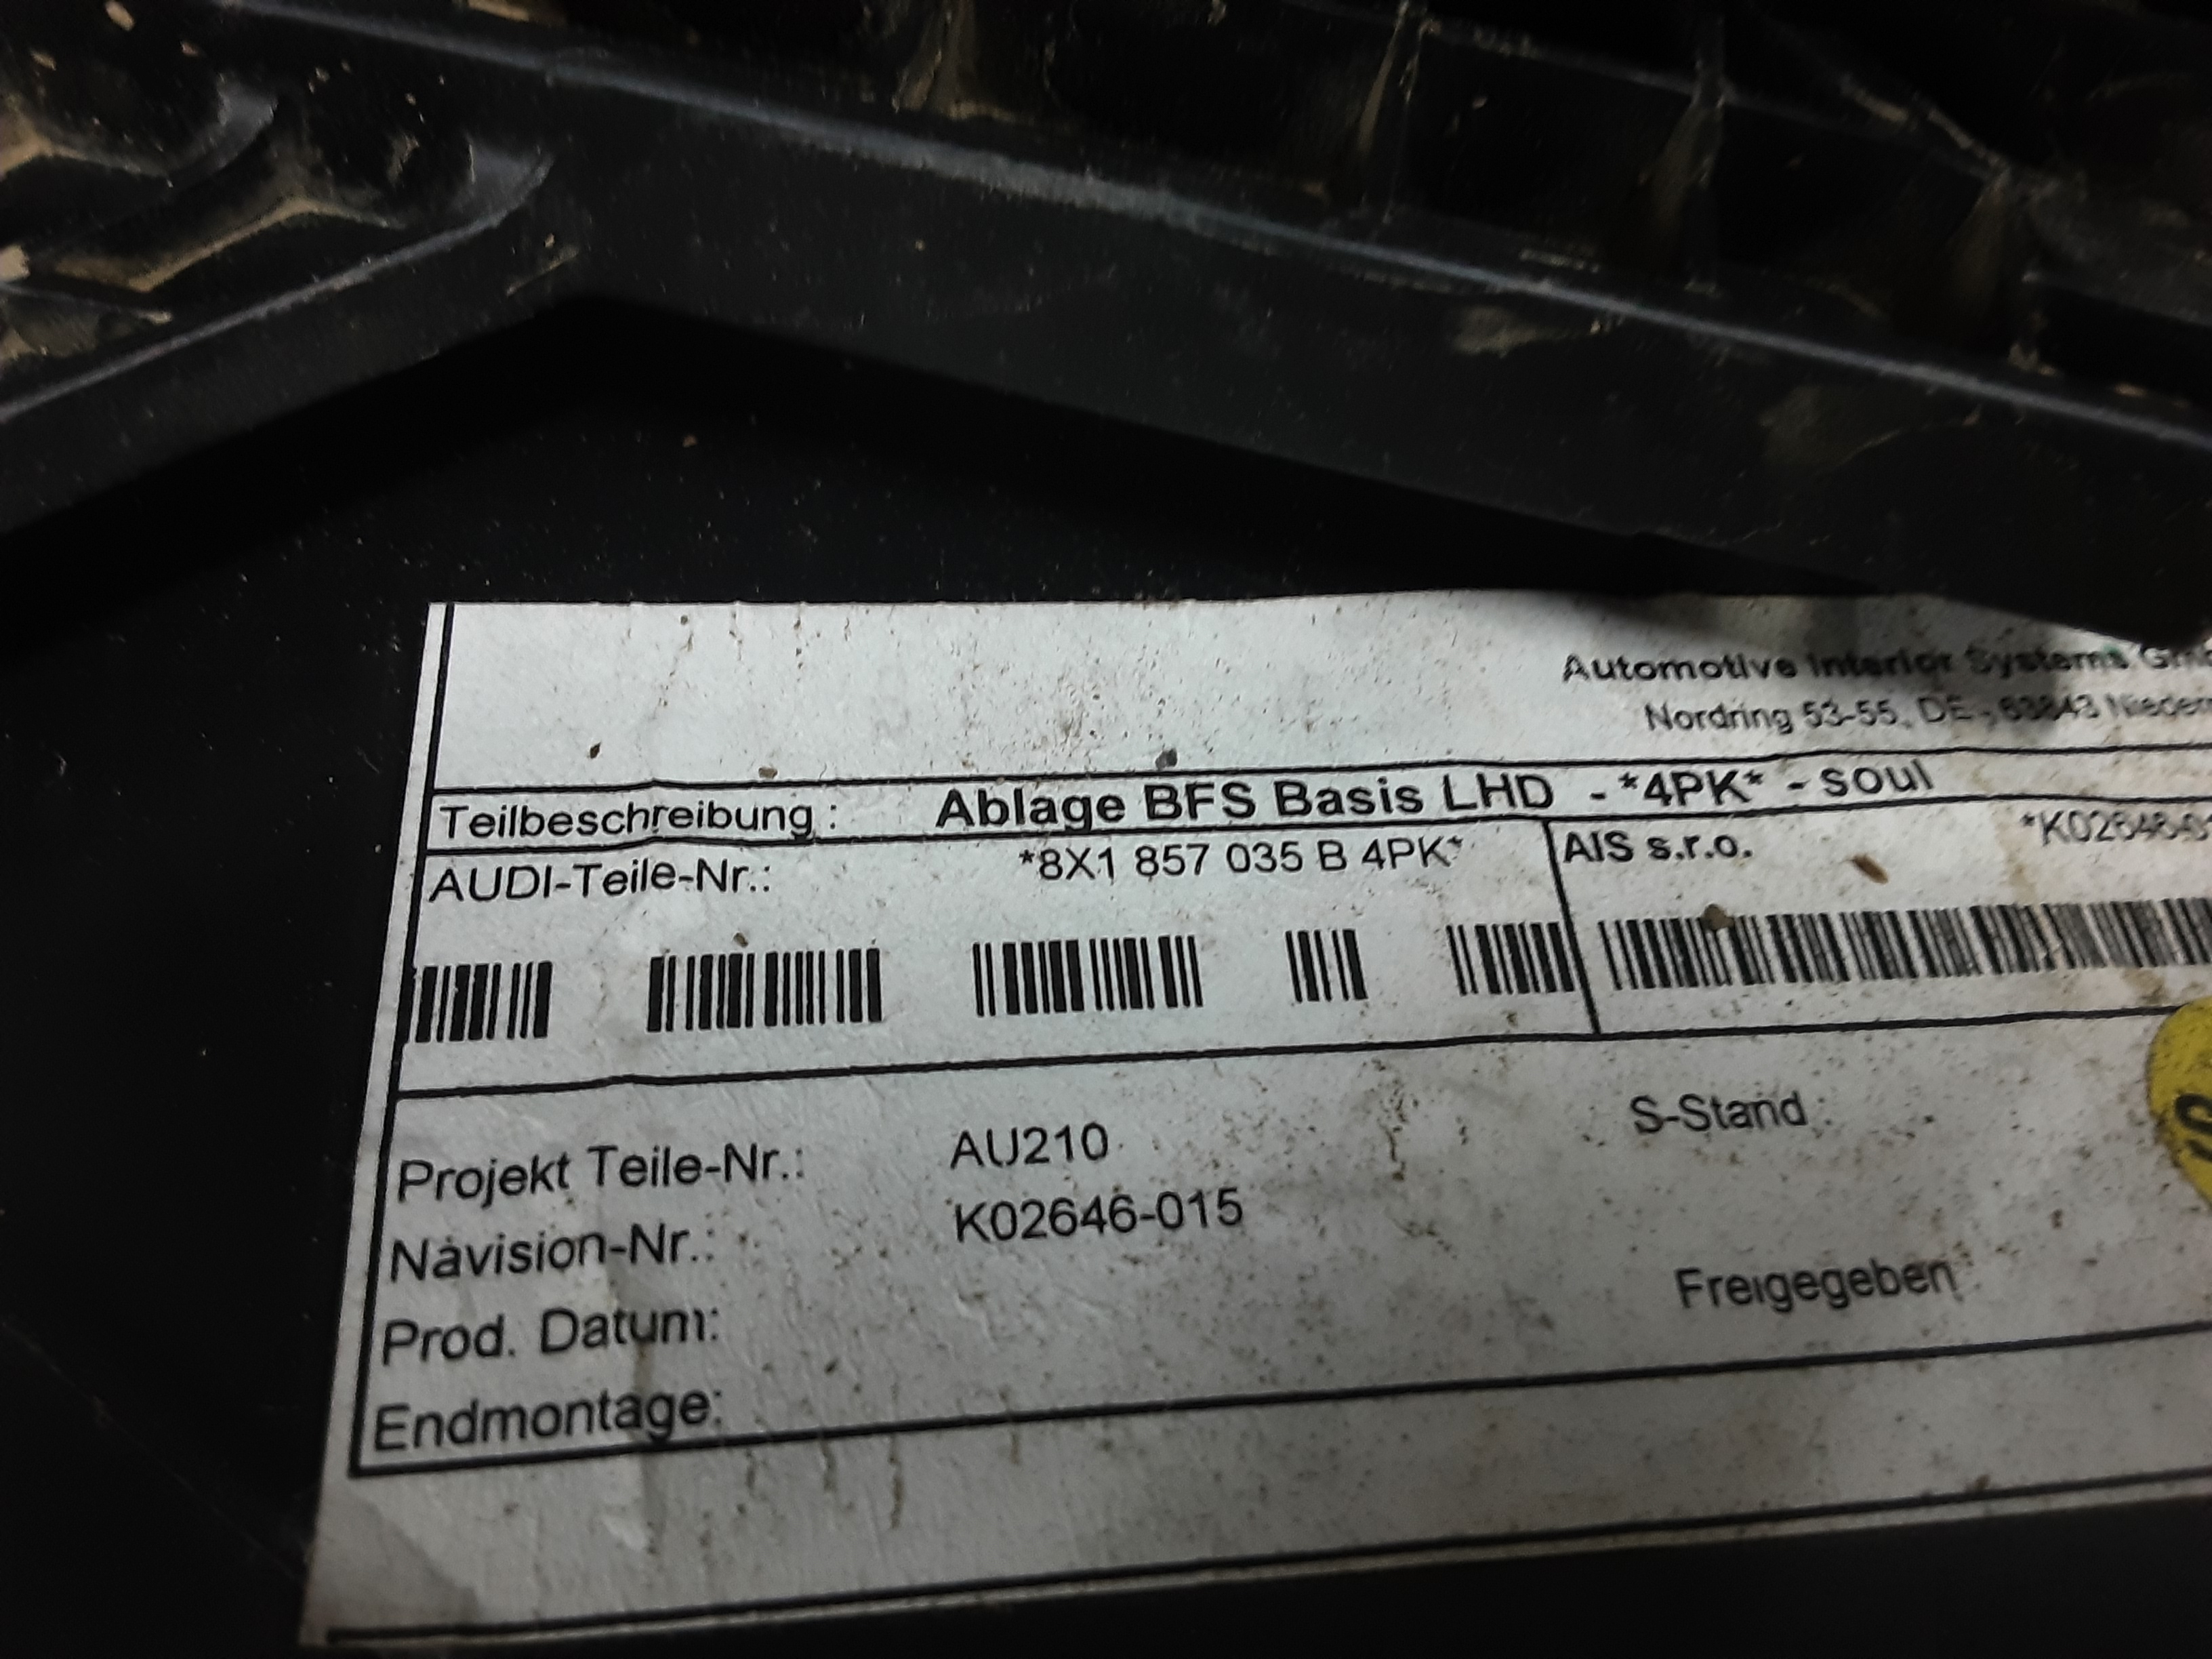 Automotive Interior Systems
Nordring 53-55, DE - 63843
Teilbeschreibung : Ablage BFS Basis LHD - *4PK* - soul
AUDI-Teile-Nr.: *8X1 857 035 B 4PK* AIS s.r.o.
Projekt Teile-Nr.: AU210 S-Stand :
Navision-Nr.: K02646-015
Prod. Datum: Freigegeben
Endmontage: